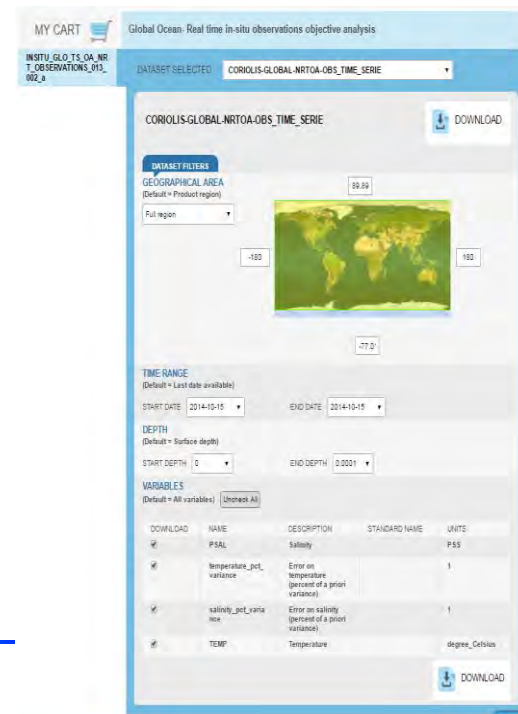 MY CART
Global Ocean- Real time in-situ observations objective analysis
INSITU_GLO_TS_OA_NR
T_OBSERVATIONS_013_
002_a
DATASET SELECTED CORIOLIS-GLOBAL-NRTOA-OBS_TIME_SERIE
CORIOLIS-GLOBAL-NRTOA-OBS_TIME_SERIE
DOWNLOAD
DATASET FILTERS
GEOGRAPHICAL AREA
(Default = Product region)
Full region
89.89
-180
180
-77.0
TIME RANGE
(Default = Last date available)
START DATE 2014-10-15 END DATE 2014-10-15
DEPTH
(Default = Surface depth)
START DEPTH 0 END DEPTH 0.0001
VARIABLES
(Default = All variables) Uncheck All
DOWNLOAD NAME DESCRIPTION STANDARD NAME UNITS
PSAL Salinity PSS
temperature_pct_
variance
Error on
temperature
(percent of a priori
variance)
1
salinity_pct_varia
nce
Error on salinity
(percent of a priori
variance)
1
TEMP Temperature degree_Celsius
DOWNLOAD